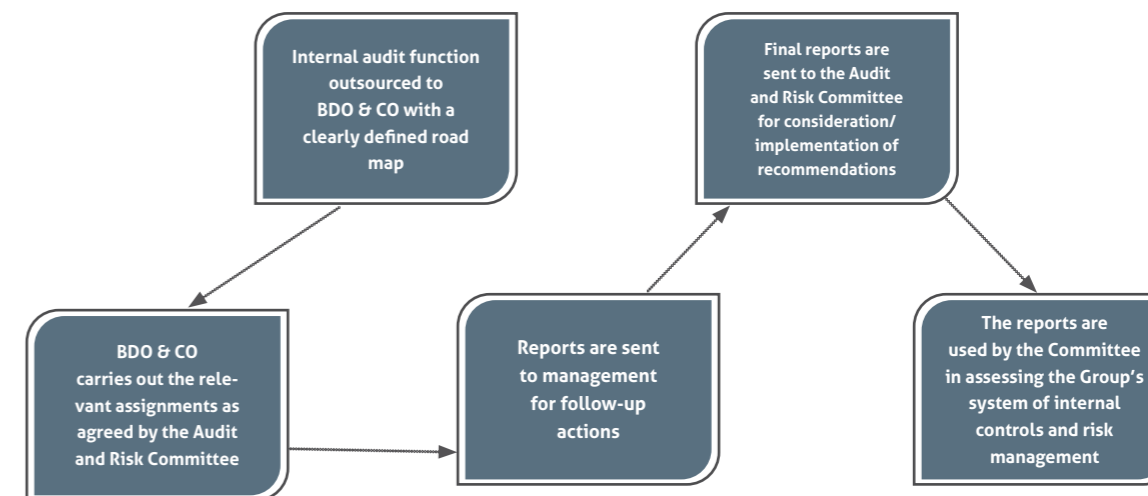 Internal audit function
outsourced to
BDO & CO with a
clearly defined road
map
BDO & CO
carries out the rele-
vant assignments as
agreed by the Audit
and Risk Committee
Reports are sent
to management
for follow-up
actions
Final reports are
sent to the Audit
and Risk Committee
for consideration/
implementation of
recommendations
The reports are
used by the Committee
in assessing the Group's
system of internal
controls and risk
management